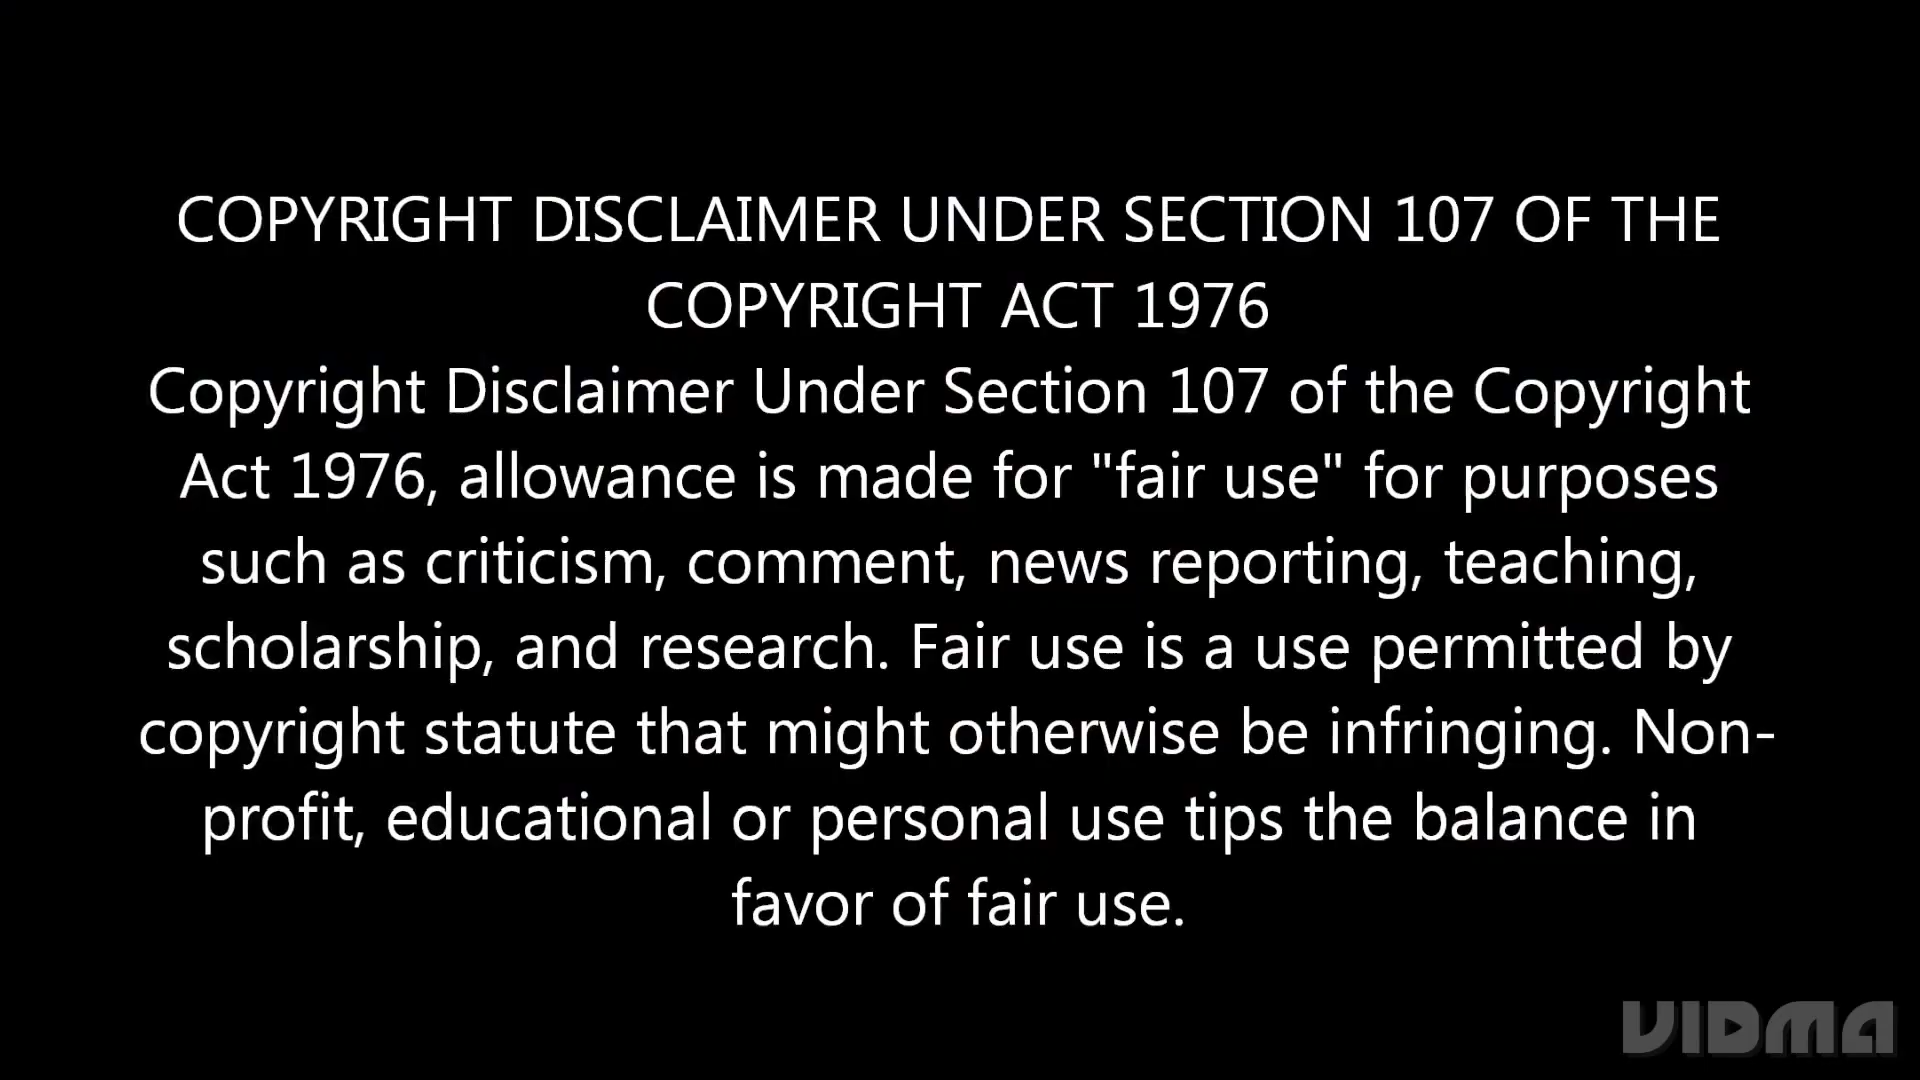 COPYRIGHT DISCLAIMER UNDER SECTION 107 OF THE
COPYRIGHT ACT 1976
Copyright Disclaimer Under Section 107 of the Copyright
Act 1976, allowance is made for "fair use" for purposes
such as criticism, comment, news reporting, teaching,
scholarship, and research. Fair use is a use permitted by
copyright statute that might otherwise be infringing. Non-
profit, educational or personal use tips the balance in
favor of fair use.
VIDMA